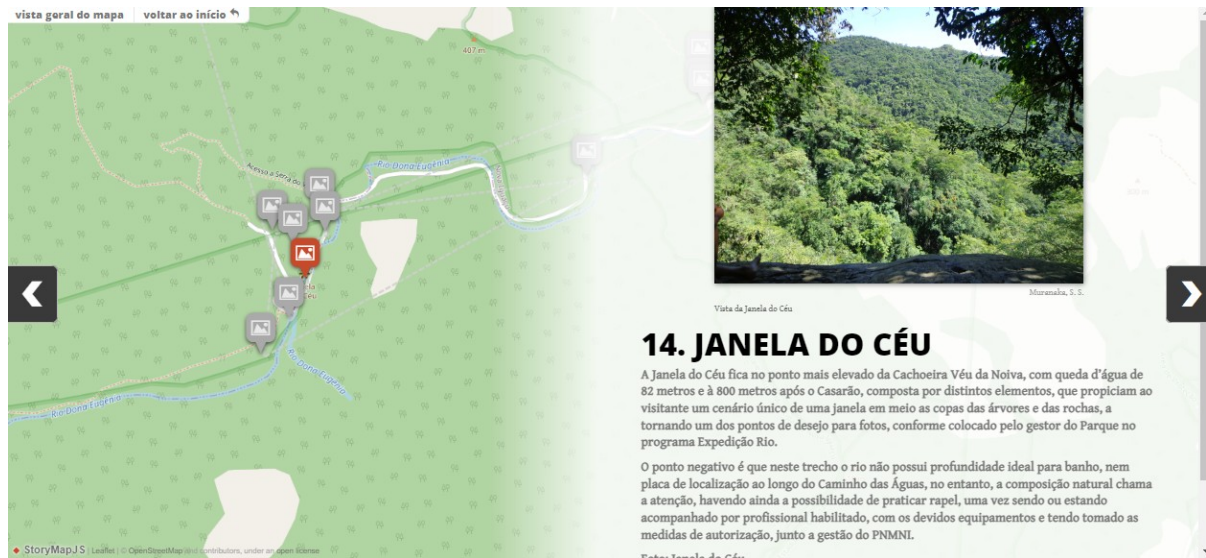 vista geral do mapa voltar ao início
407 m
Rio Dona Eugênia
Acesso a Serra do
Rio Dona Eugênia
Rio Dona Eugênia
StoryMapJS | Leaflet | © OpenStreetMap and contributors, under an open license
Muranaka, S. S.
Vista da Janela do Céu
14. JANELA DO CÉU
A Janela do Céu fica no ponto mais elevado da Cachoeira Véu da Noiva, com queda d'água de
82 metros e à 800 metros após o Casarão, composta por distintos elementos, que propiciam ao
visitante um cenário único de uma janela em meio as copas das árvores e das rochas, a
tornando um dos pontos de desejo para fotos, conforme colocado pelo gestor do Parque no
programa Expedição Rio.
O ponto negativo é que neste trecho o rio não possui profundidade ideal para banho, nem
placa de localização ao longo do Caminho das Águas, no entanto, a composição natural chama
a atenção, havendo ainda a possibilidade de praticar rapel, uma vez sendo ou estando
acompanhado por profissional habilitado, com os devidos equipamentos e tendo tomado as
medidas de autorização, junto a gestão do PNMNI.
Foto: Janela do Céu